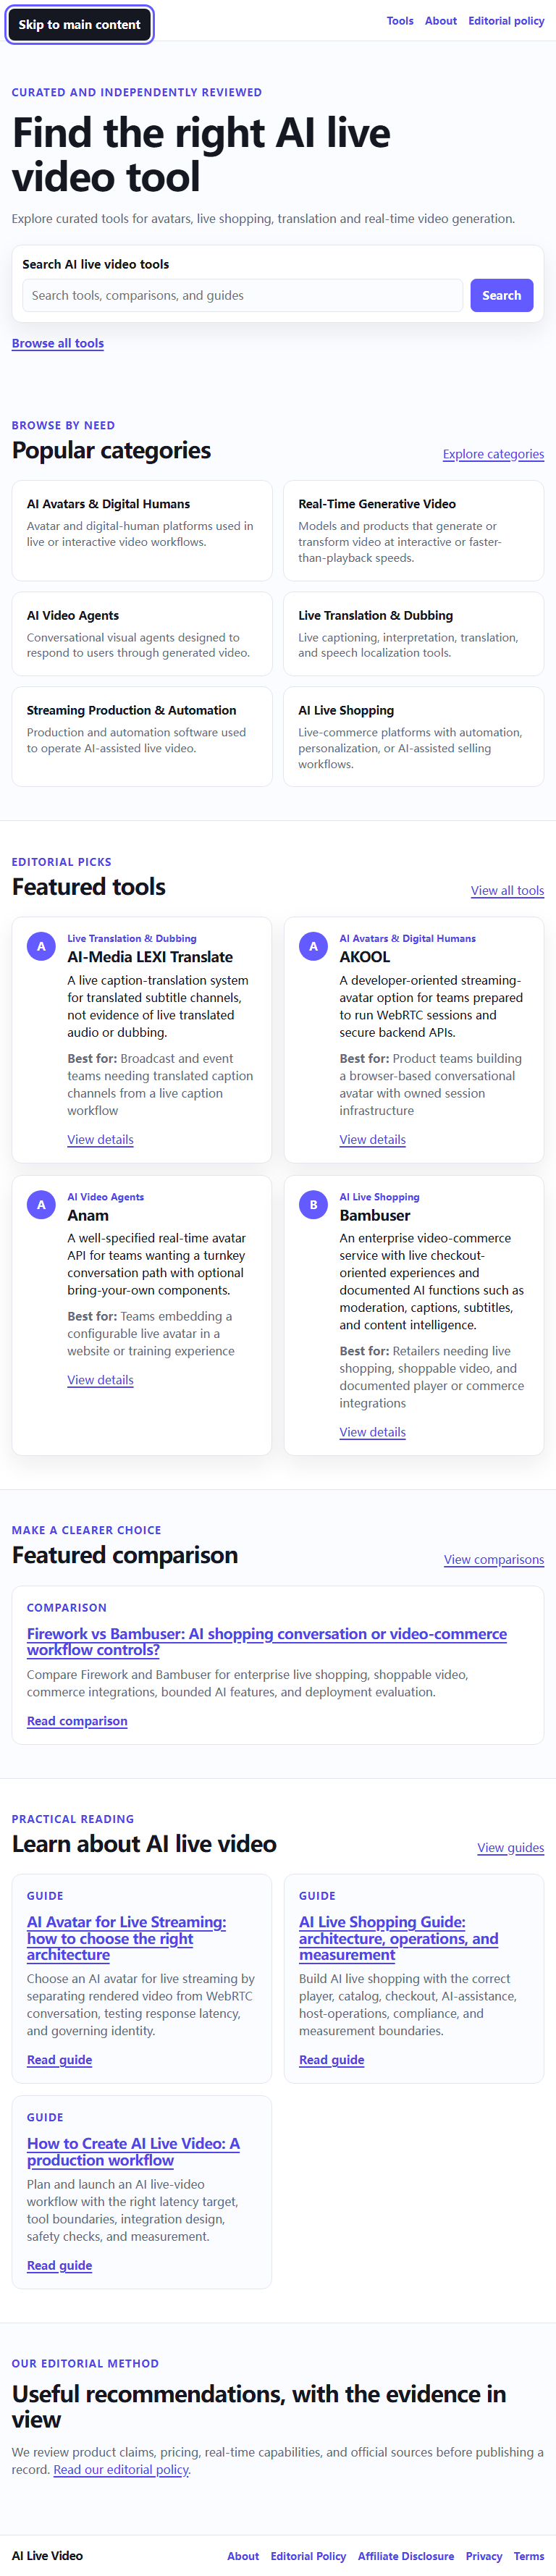 Skip to main content
Tools About Editorial policy
CURATED AND INDEPENDENTLY REVIEWED
Find the right AI live
video tool
Explore curated tools for avatars, live shopping, translation and real-time video generation.
Search AI live video tools
Search tools, comparisons, and guides
Search
Browse all tools
BROWSE BY NEED
Popular categories
Explore categories
AI Avatars & Digital Humans
Avatar and digital-human platforms used in
live or interactive video workflows.
Real-Time Generative Video
Models and products that generate or
transform video at interactive or faster-
than-playback speeds.
AI Video Agents
Conversational visual agents designed to
respond to users through generated video.
Live Translation & Dubbing
Live captioning, interpretation, translation,
and speech localization tools.
Streaming Production & Automation
Production and automation software used
to operate AI-assisted live video.
AI Live Shopping
Live-commerce platforms with automation,
personalization, or AI-assisted selling
workflows.
EDITORIAL PICKS
Featured tools
View all tools
A
Live Translation & Dubbing
AI-Media LEXI Translate
A live caption-translation system
for translated subtitle channels,
not evidence of live translated
audio or dubbing.
Best for: Broadcast and event
teams needing translated caption
channels from a live caption
workflow
View details
A
AI Avatars & Digital Humans
AKOOL
A developer-oriented streaming-
avatar option for teams prepared
to run WebRTC sessions and
secure backend APIs.
Best for: Product teams building
a browser-based conversational
avatar with owned session
infrastructure
View details
A
AI Video Agents
Anam
A well-specified real-time avatar
API for teams wanting a turnkey
conversation path with optional
bring-your-own components.
Best for: Teams embedding a
configurable live avatar in a
website or training experience
View details
B
AI Live Shopping
Bambuser
An enterprise video-commerce
service with live checkout-
oriented experiences and
documented AI functions such as
moderation, captions, subtitles,
and content intelligence.
Best for: Retailers needing live
shopping, shoppable video, and
documented player or commerce
integrations
View details
MAKE A CLEARER CHOICE
Featured comparison
View comparisons
COMPARISON
Firework vs Bambuser: AI shopping conversation or video-commerce
workflow controls?
Compare Firework and Bambuser for enterprise live shopping, shoppable video,
commerce integrations, bounded AI features, and deployment evaluation.
Read comparison
PRACTICAL READING
Learn about AI live video
View guides
GUIDE
AI Avatar for Live Streaming:
how to choose the right
architecture
Choose an AI avatar for live streaming by
separating rendered video from WebRTC
conversation, testing response latency,
and governing identity.
Read guide
GUIDE
AI Live Shopping Guide:
architecture, operations, and
measurement
Build AI live shopping with the correct
player, catalog, checkout, AI-assistance,
host-operations, compliance, and
measurement boundaries.
Read guide
GUIDE
How to Create AI Live Video: A
production workflow
Plan and launch an AI live-video
workflow with the right latency target,
tool boundaries, integration design,
safety checks, and measurement.
Read guide
OUR EDITORIAL METHOD
Useful recommendations, with the evidence in
view
We review product claims, pricing, real-time capabilities, and official sources before publishing a
record. Read our editorial policy.
AI Live Video
About Editorial Policy Affiliate Disclosure Privacy Terms